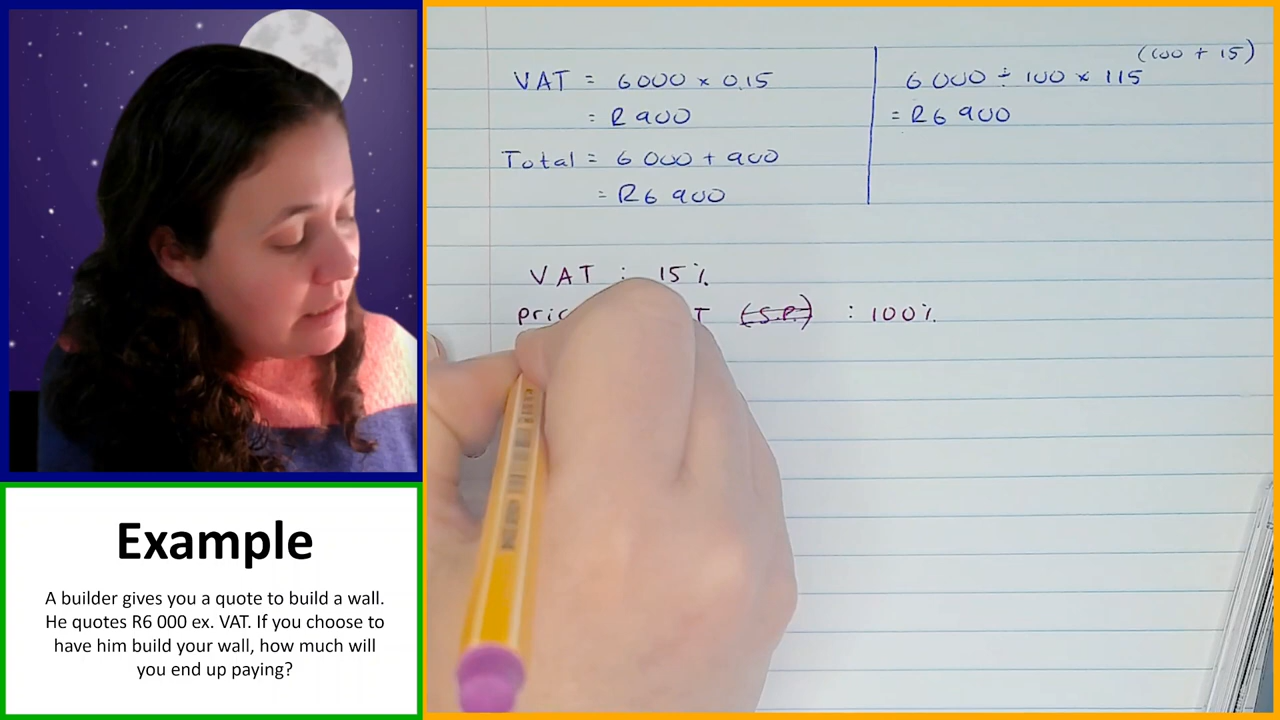 VAT = 6000 x 0.15
= R 900
Total = 6 000 + 900
= R6 900
(100 + 15)
6 000 ÷ 100 x 115
= R6 900
VAT : 15%
(S.P.) : 100%
Example
A builder gives you a quote to build a wall.
He quotes R6 000 ex. VAT. If you choose to
have him build your wall, how much will
you end up paying?